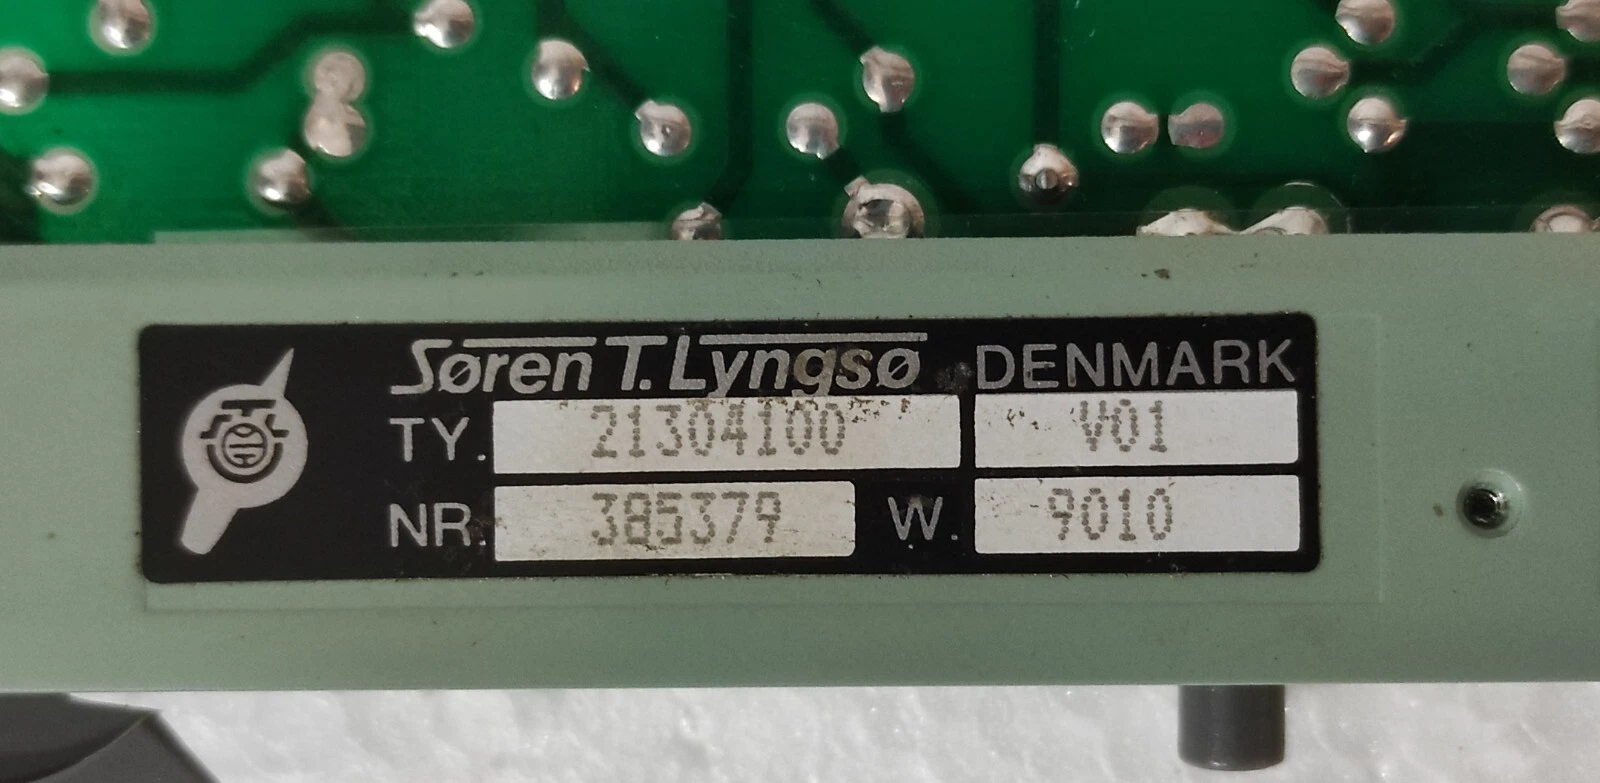 Søren T. Lyngsø DENMARK
TY. 21304100 V01
NR. 385379 W. 9010